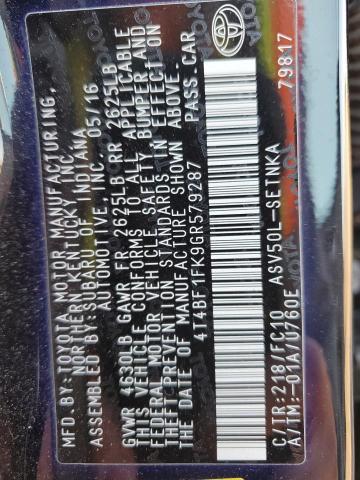 MFD.BY:TOYOTA MOTOR MANUFACTURING,
NORTHERN KENTUCKY INC
ASSEMBLED BY:SUBARU OF INDIANA
AUTOMOTIVE, INC. 05/16
GVWR 4630LB GAWR FR 2625LB RR 2625LB
THIS VEHICLE CONFORMS TO ALL APPLICABLE
FEDERAL MOTOR VEHICLE SAFETY, BUMPER AND
THEFT PREVENTION STANDARDS IN EFFECT ON
THE DATE OF MANUFACTURE SHOWN ABOVE.
4T4BF1FK9GR579287 PASS.CAR
TOYOTA
C/TR:218/FC10 ASV50L-SETNKA 79817
A/TM:-01A/U760E